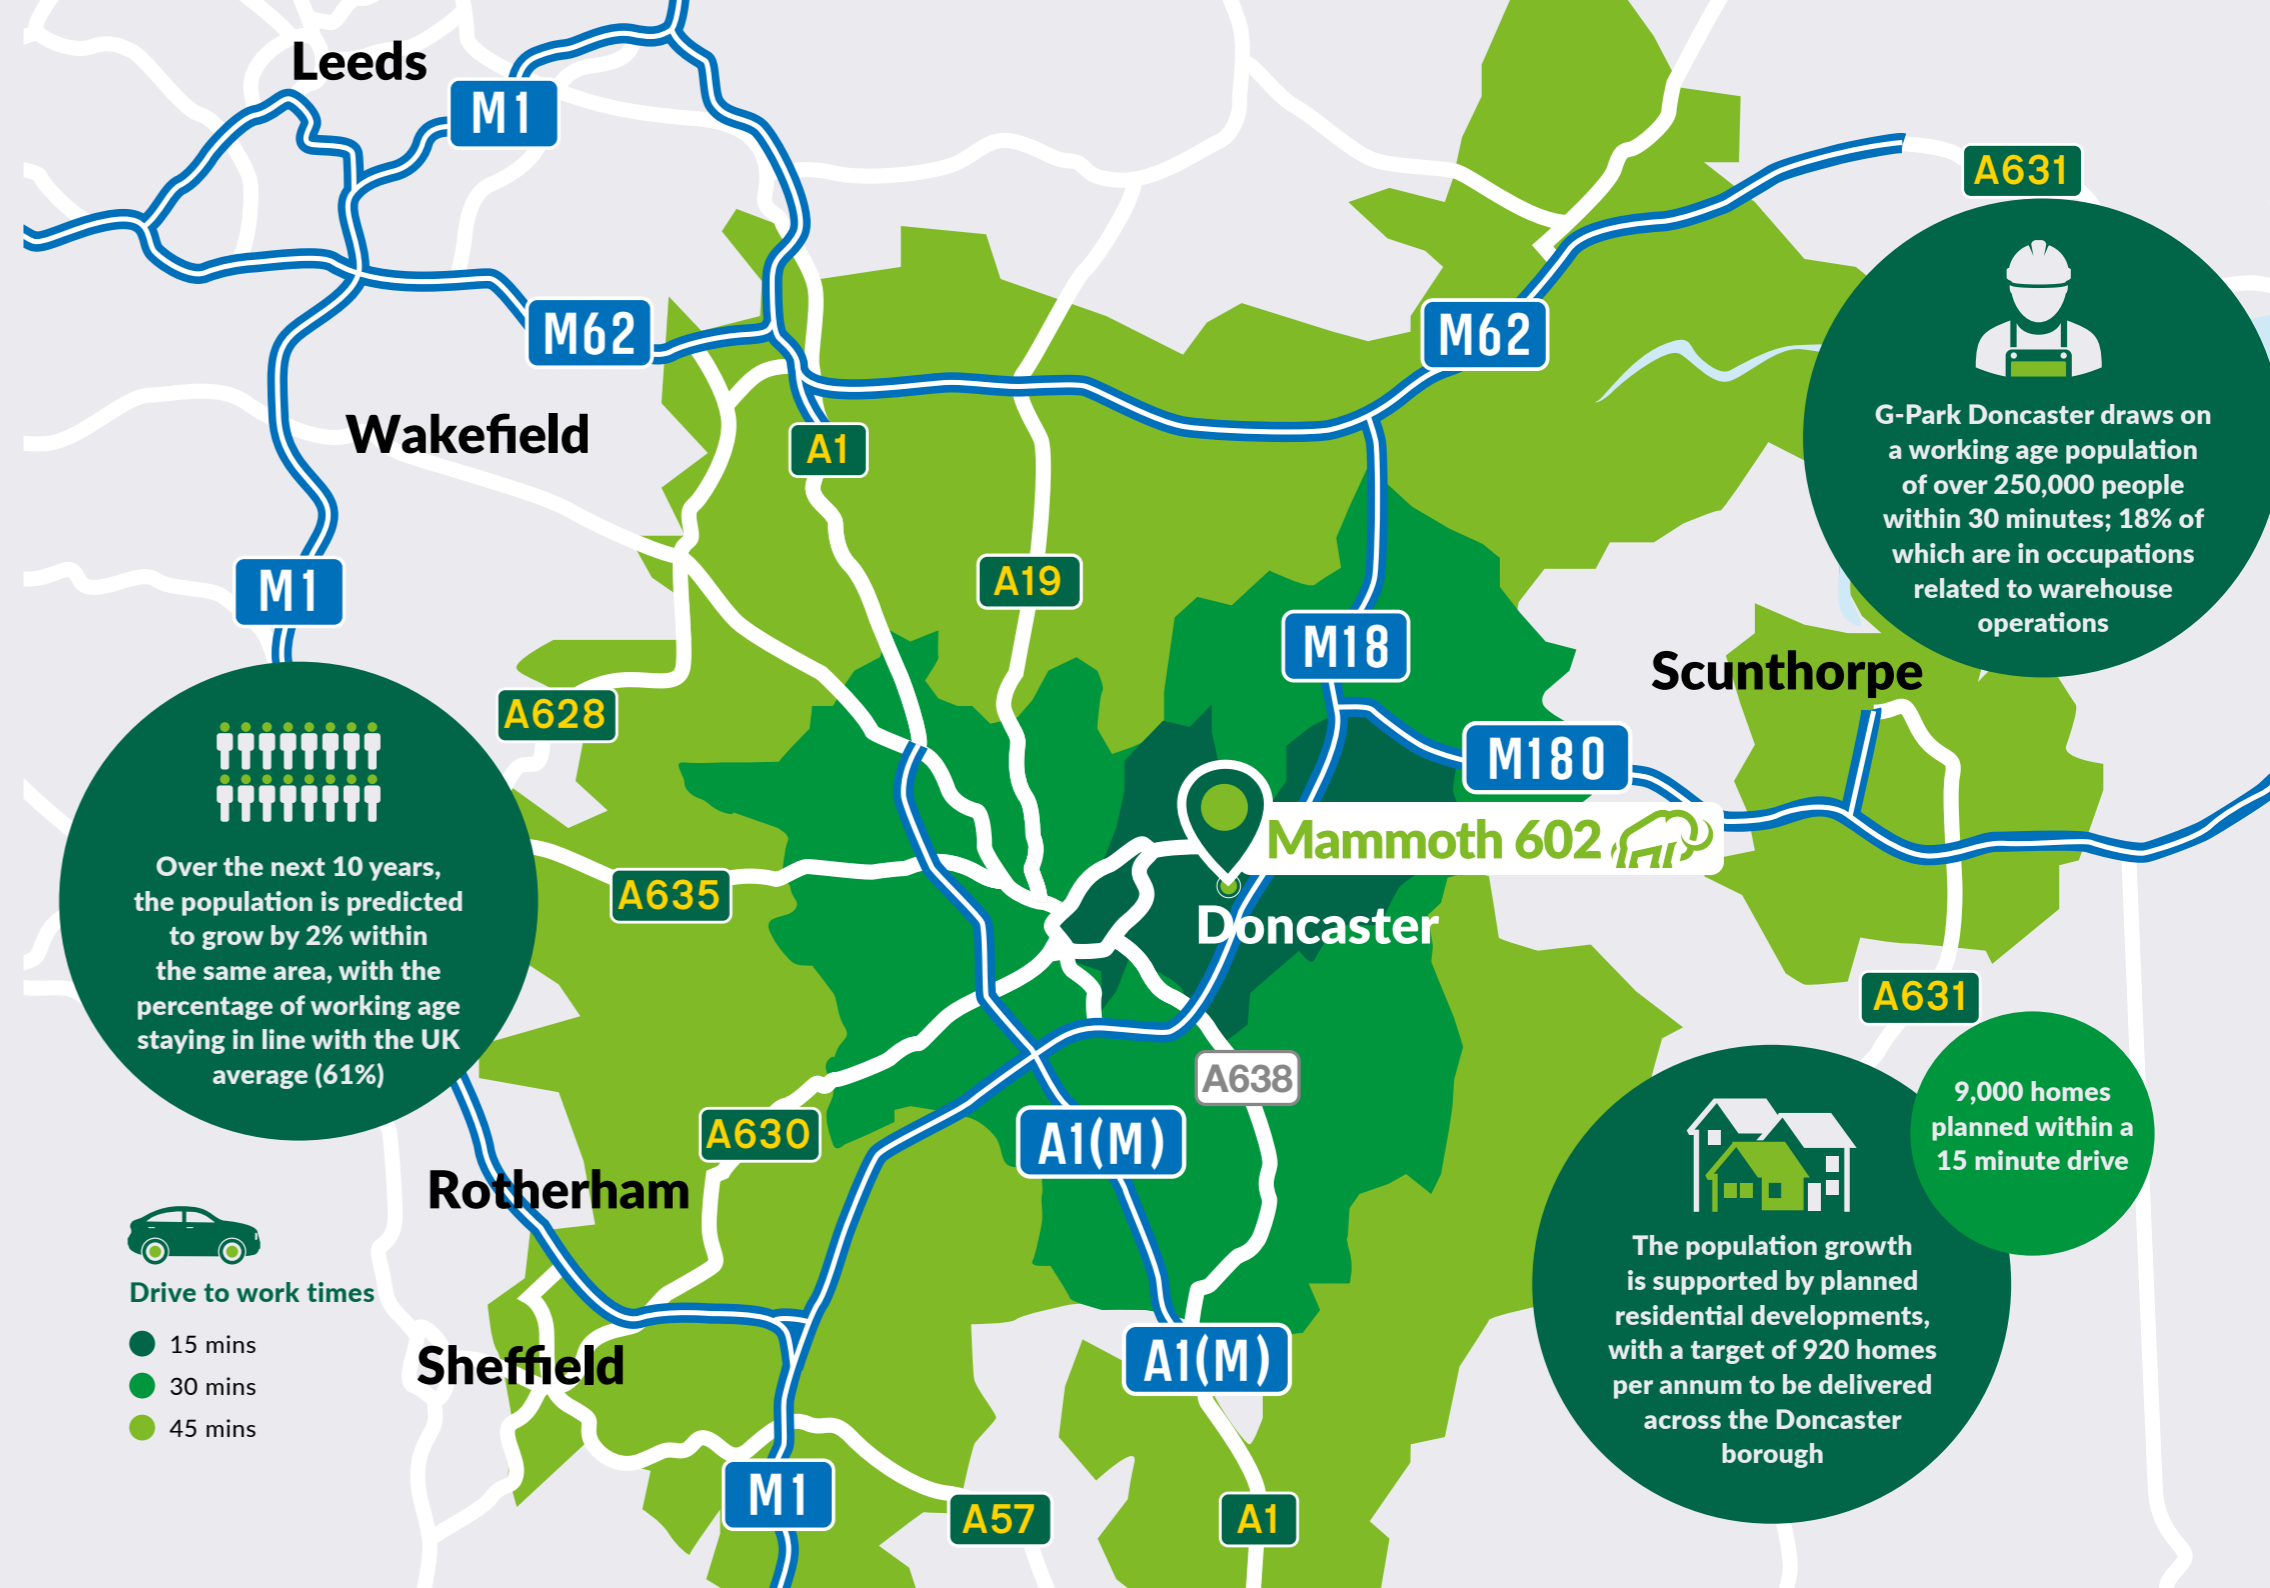 Leeds
M1
A631
M62
M62
Wakefield
A1
G-Park Doncaster draws on
a working age population
of over 250,000 people
within 30 minutes; 18% of
which are in occupations
related to warehouse
operations
M1
A19
M18
Scunthorpe
A628
M180
Mammoth 602
A635
Doncaster
Over the next 10 years,
the population is predicted
to grow by 2% within
the same area, with the
percentage of working age
staying in line with the UK
average (61%)
A631
A638
A630
A1(M)
9,000 homes
planned within a
15 minute drive
Rotherham
The population growth
is supported by planned
residential developments,
with a target of 920 homes
per annum to be delivered
across the Doncaster
borough
Drive to work times
15 mins
30 mins
45 mins
Sheffield
A1(M)
M1
A57
A1